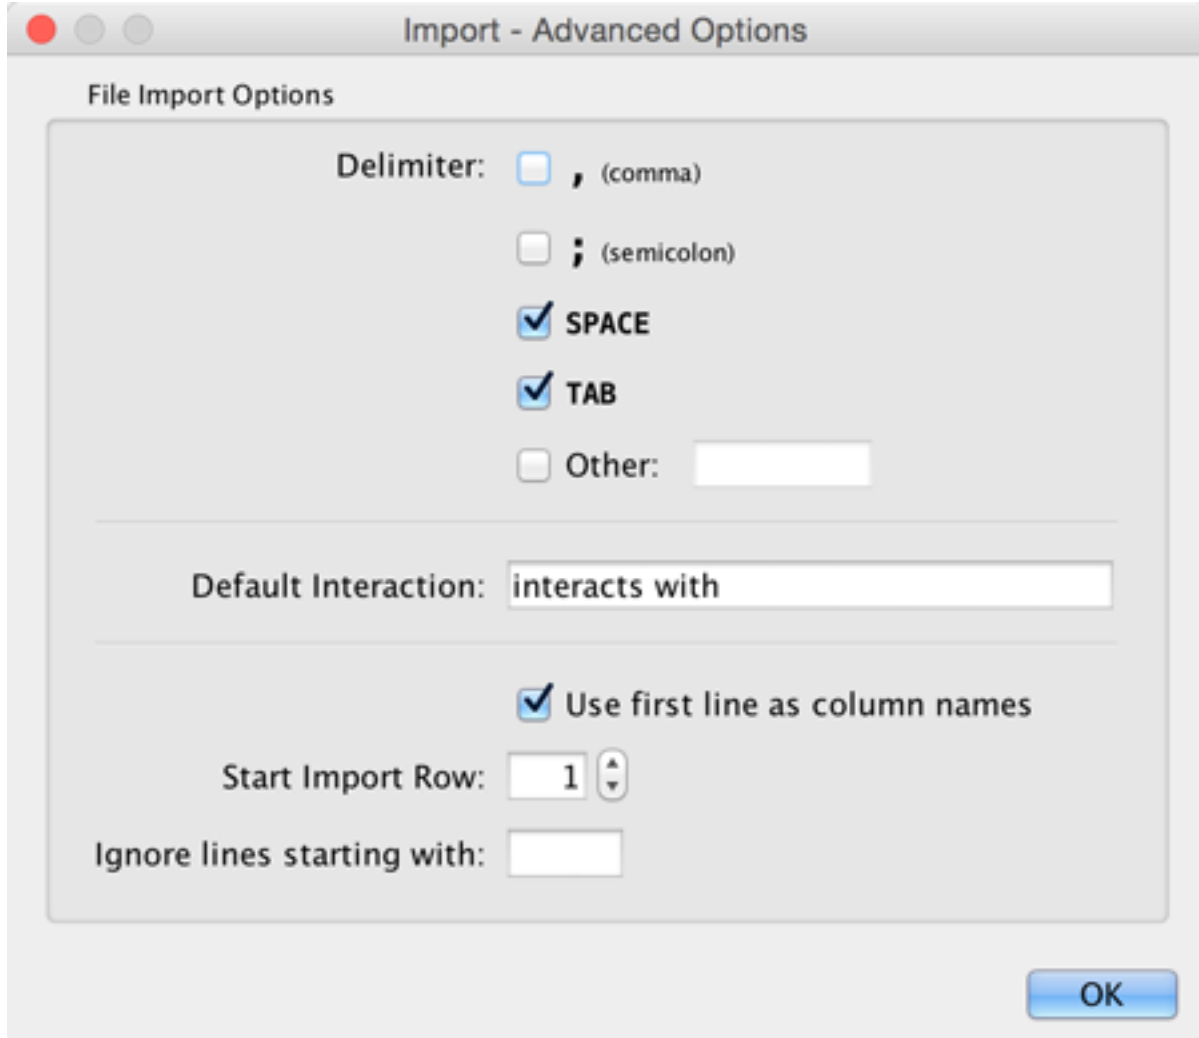 Import - Advanced Options
File Import Options
Delimiter:
, (comma)
; (semicolon)
SPACE
TAB
Other:
Default Interaction: interacts with
Use first line as column names
Start Import Row: 1
Ignore lines starting with:
OK